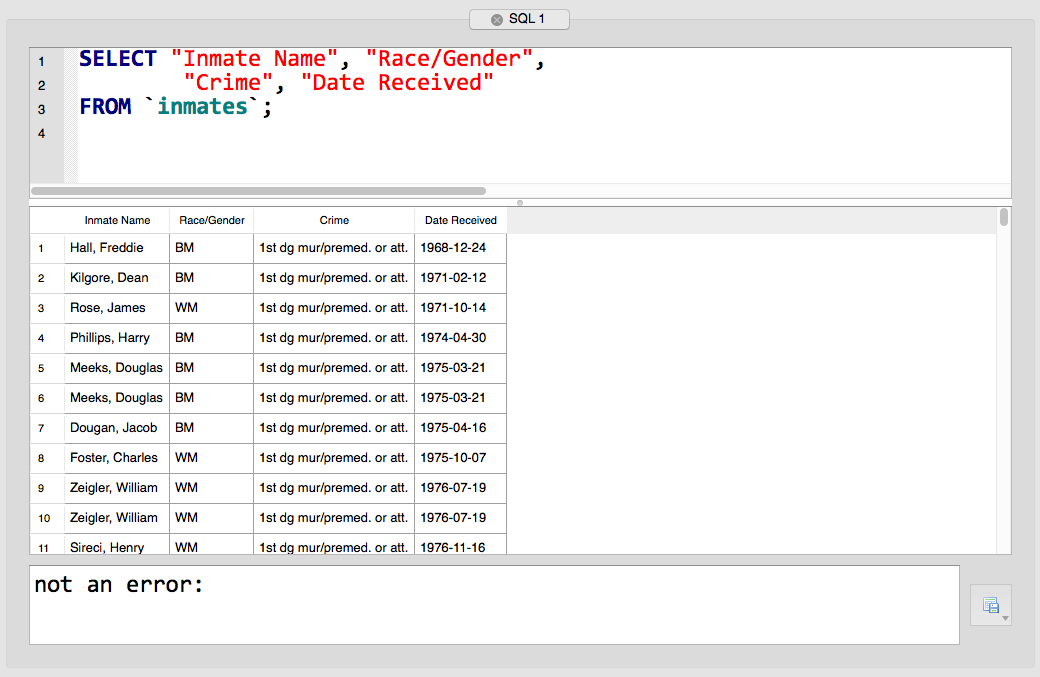 SQL 1
1 SELECT "Inmate Name", "Race/Gender",
2 "Crime", "Date Received"
3 FROM `inmates`;
4
Inmate Name Race/Gender Crime Date Received
1 Hall, Freddie BM 1st dg mur/premed. or att. 1968-12-24
2 Kilgore, Dean BM 1st dg mur/premed. or att. 1971-02-12
3 Rose, James WM 1st dg mur/premed. or att. 1971-10-14
4 Phillips, Harry BM 1st dg mur/premed. or att. 1974-04-30
5 Meeks, Douglas BM 1st dg mur/premed. or att. 1975-03-21
6 Meeks, Douglas BM 1st dg mur/premed. or att. 1975-03-21
7 Dougan, Jacob BM 1st dg mur/premed. or att. 1975-04-16
8 Foster, Charles WM 1st dg mur/premed. or att. 1975-10-07
9 Zeigler, William WM 1st dg mur/premed. or att. 1976-07-19
10 Zeigler, William WM 1st dg mur/premed. or att. 1976-07-19
11 Sireci, Henry WM 1st dg mur/premed. or att. 1976-11-16
not an error: